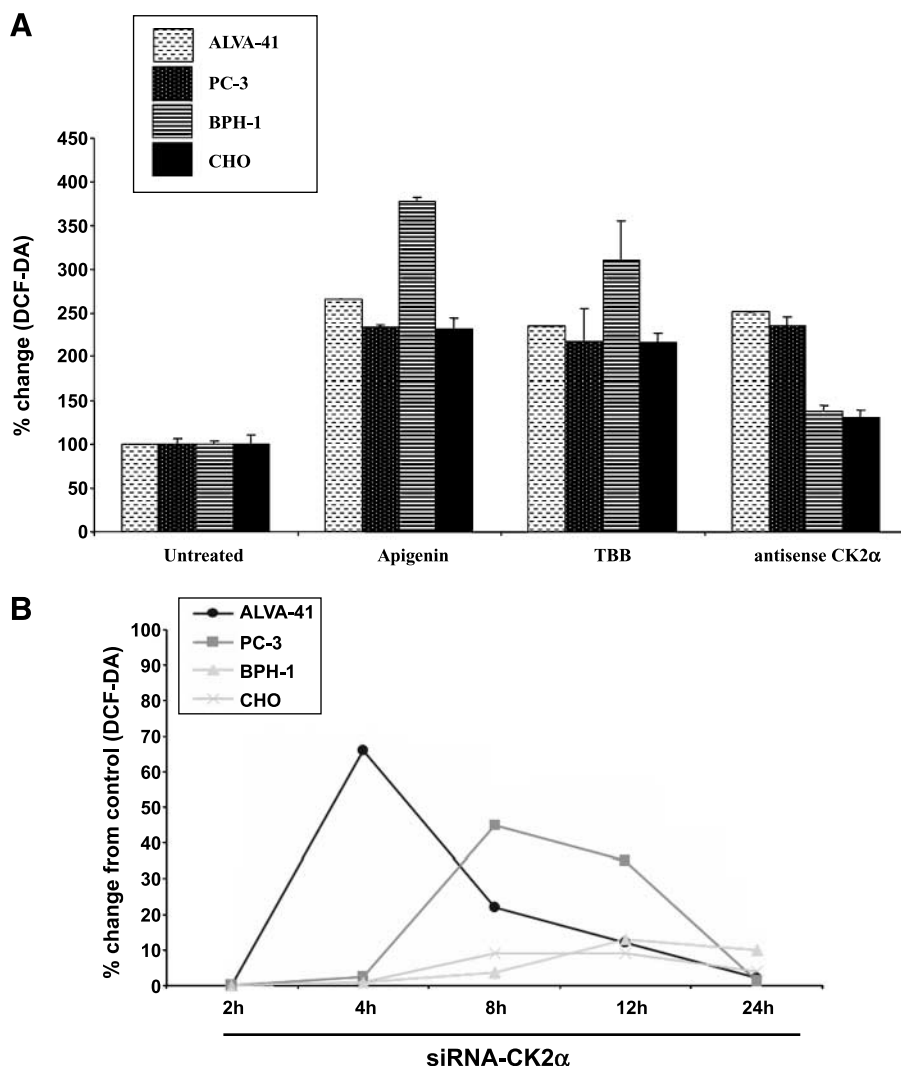 A
ALVA-41
PC-3
BPH-1
CHO
% change (DCF-DA)
450
400
350
300
250
200
150
100
50
0
Untreated Apigenin TBB antisense CK2α
B
ALVA-41
PC-3
BPH-1
CHO
% change from control (DCF-DA)
100
90
80
70
60
50
40
30
20
10
0
2h 4h 8h 12h 24h
siRNA-CK2α